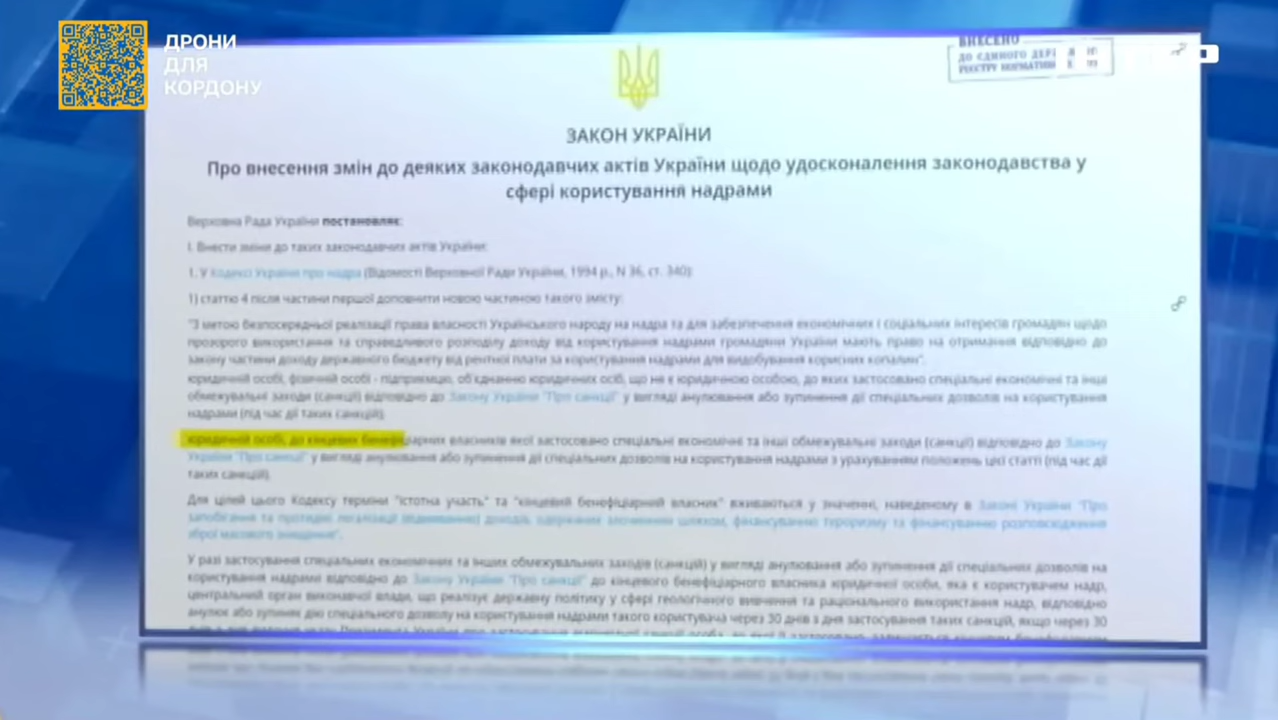 ДРОНИ
ДЛЯ
КОРДОНУ
ВНЕСЕНО
ДО ЄДИНОГО ДЕРЖ
РЕЄСТРУ НОРМАТИВН
ЗАКОН УКРАЇНИ
Про внесення змін до деяких законодавчих актів України щодо удосконалення законодавства у
сфері користування надрами
Верховна Рада України постановляє:
I. Внести зміни до таких законодавчих актів України:
1. У Кодексі України про надра (Відомості Верховної Ради України, 1994 р., N 36, ст. 340):
1) статтю 4 після частини першої доповнити новою частиною такого змісту:
"З метою безпосередньої реалізації права власності Українського народу на надра та для забезпечення економічних і соціальних інтересів громадян щодо
прозорого використання та справедливого розподілу доходу від користування надрами громадяни України мають право на отримання відповідно до
закону частини доходу державного бюджету від рентної плати за користування надрами для видобування корисних копалин".
юридичній особі, фізичній особі - підприємцю, об'єднанню юридичних осіб, що не є юридичною особою, до яких застосовано спеціальні економічні та інші
обмежувальні заходи (санкції) відповідно до Закону України "Про санкції" у вигляді анулювання або зупинення дії спеціальних дозволів на користування
надрами (під час дії таких санкцій);
юридичній особі, до кінцевих бенефіціарних власників якої застосовано спеціальні економічні та інші обмежувальні заходи (санкції) відповідно до Закону
України "Про санкції" у вигляді анулювання або зупинення дії спеціальних дозволів на користування надрами з урахуванням положень цієї статті (під час дії
таких санкцій).
Для цілей цього Кодексу терміни "істотна участь" та "кінцевий бенефіціарний власник" вживаються у значенні, наведеному в Законі України "Про
запобігання та протидію легалізації (відмиванню) доходів, одержаних злочинним шляхом, фінансуванню тероризму та фінансуванню розповсюдження
зброї масового знищення".
У разі застосування спеціальних економічних та інших обмежувальних заходів (санкцій) у вигляді анулювання або зупинення дії спеціальних дозволів на
користування надрами відповідно до Закону України "Про санкції" до кінцевого бенефіціарного власника юридичної особи, яка є користувачем надр,
центральний орган виконавчої влади, що реалізує державну політику у сфері геологічного вивчення та раціонального використання надр, відповідно
анулює або зупиняє дію спеціального дозволу на користування надрами такого користувача через 30 днів з дня застосування таких санкцій, якщо через 30